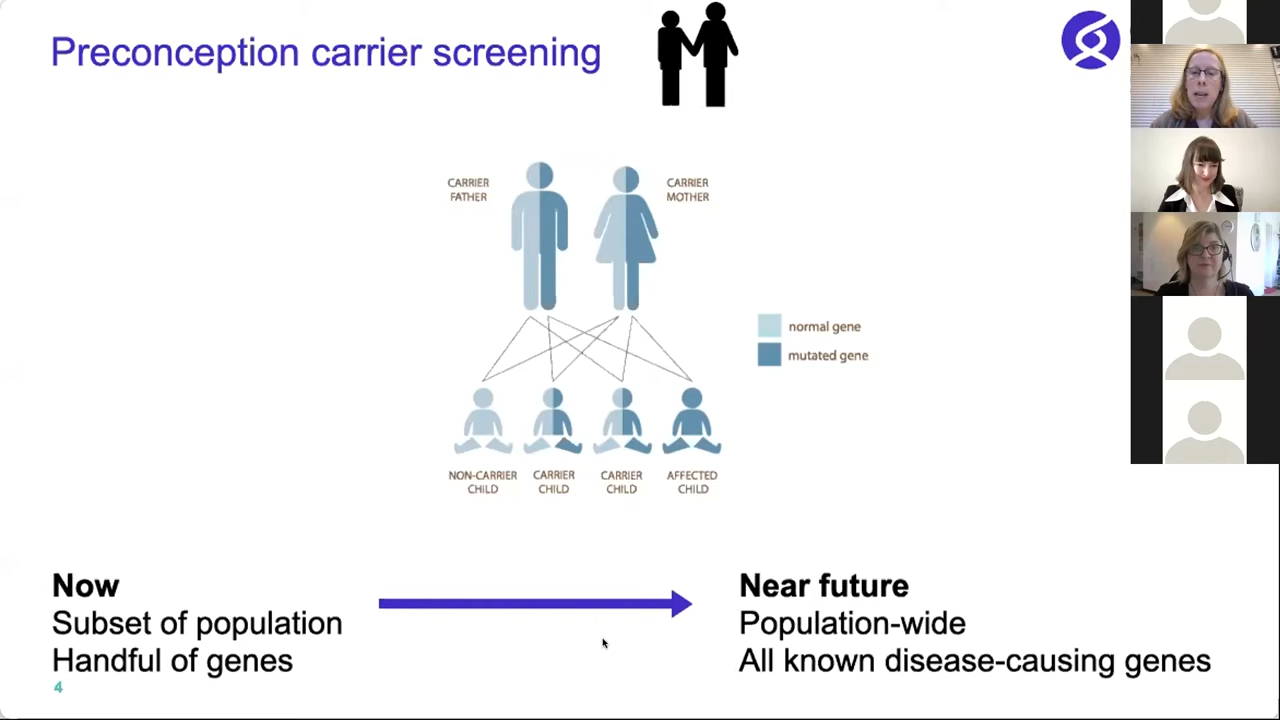 Preconception carrier screening
CARRIER
FATHER
CARRIER
MOTHER
normal gene
mutated gene
NON-CARRIER
CHILD
CARRIER
CHILD
CARRIER
CHILD
AFFECTED
CHILD
Now
Subset of population
Handful of genes
Near future
Population-wide
All known disease-causing genes
4